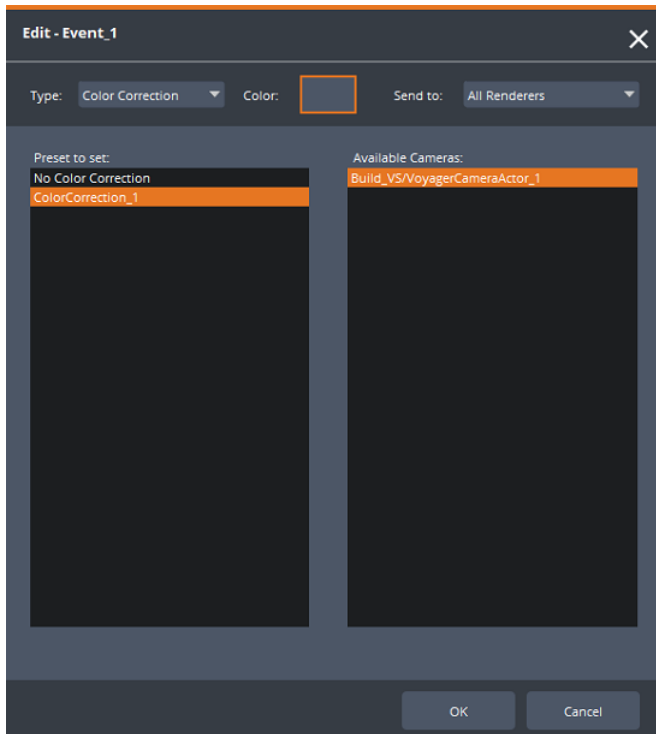 Edit - Event_1
Type: Color Correction Color: Send to: All Renderers
Preset to set: Available Cameras:
No Color Correction Build_VS/VoyagerCameraActor_1
ColorCorrection_1
OK Cancel